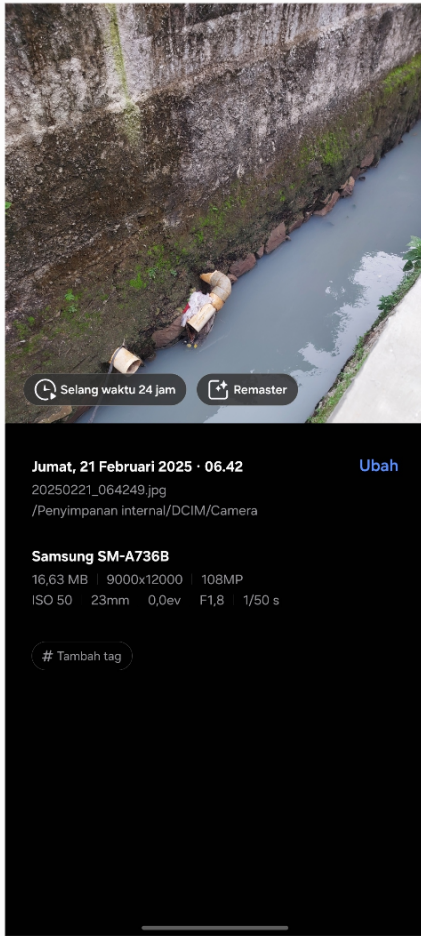 Selang waktu 24 jam
Remaster
Jumat, 21 Februari 2025 · 06.42
Ubah
20250221_064249.jpg
/Penyimpanan internal/DCIM/Camera
Samsung SM-A736B
16,63 MB | 9000x12000 | 108MP
ISO 50 | 23mm | 0,0ev | F1,8 | 1/50 s
# Tambah tag